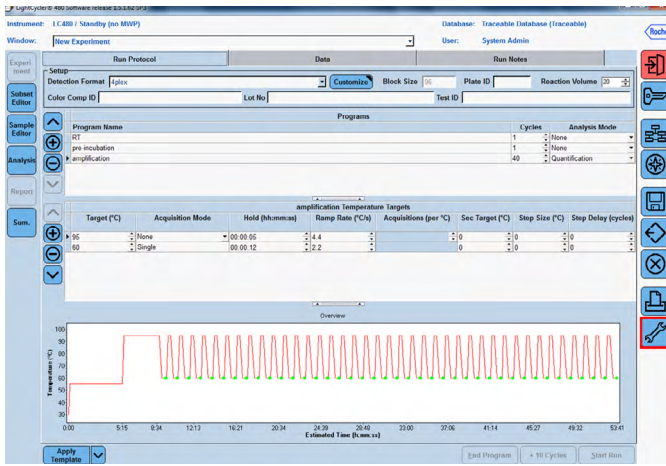 LightCycler® 480 Software release 1.5.1.62 SP3
Instrument: LC480 / Standby (no MWP)
Database: Traceable Database (Traceable)
Window: New Experiment
User: System Admin
Roche
Experiment
Subset Editor
Sample Editor
Analysis
Report
Sum.
Run Protocol
Data
Run Notes
Setup
Detection Format 4plex
Customize
Block Size 96
Plate ID
Reaction Volume 20
Color Comp ID
Lot No
Test ID
Programs
Program Name Cycles Analysis Mode
RT 1 None
pre-incubation 1 None
amplification 40 Quantification
amplification Temperature Targets
Target (°C) Acquisition Mode Hold (hh:mm:ss) Ramp Rate (°C/s) Acquisitions (per °C) Sec Target (°C) Step Size (°C) Step Delay (cycles)
95 None 00:00:05 4.4 0 0 0
60 Single 00:00:12 2.2 0 0 0
Overview
Temperature (°C)
100
90
80
70
60
50
40
30
0:00 5:15 8:34 12:13 16:21 20:34 24:39 28:49 33:00 37:06 41:14 45:27 49:32 53:41
Estimated Time (h:mm:ss)
Apply Template
End Program
+ 10 Cycles
Start Run